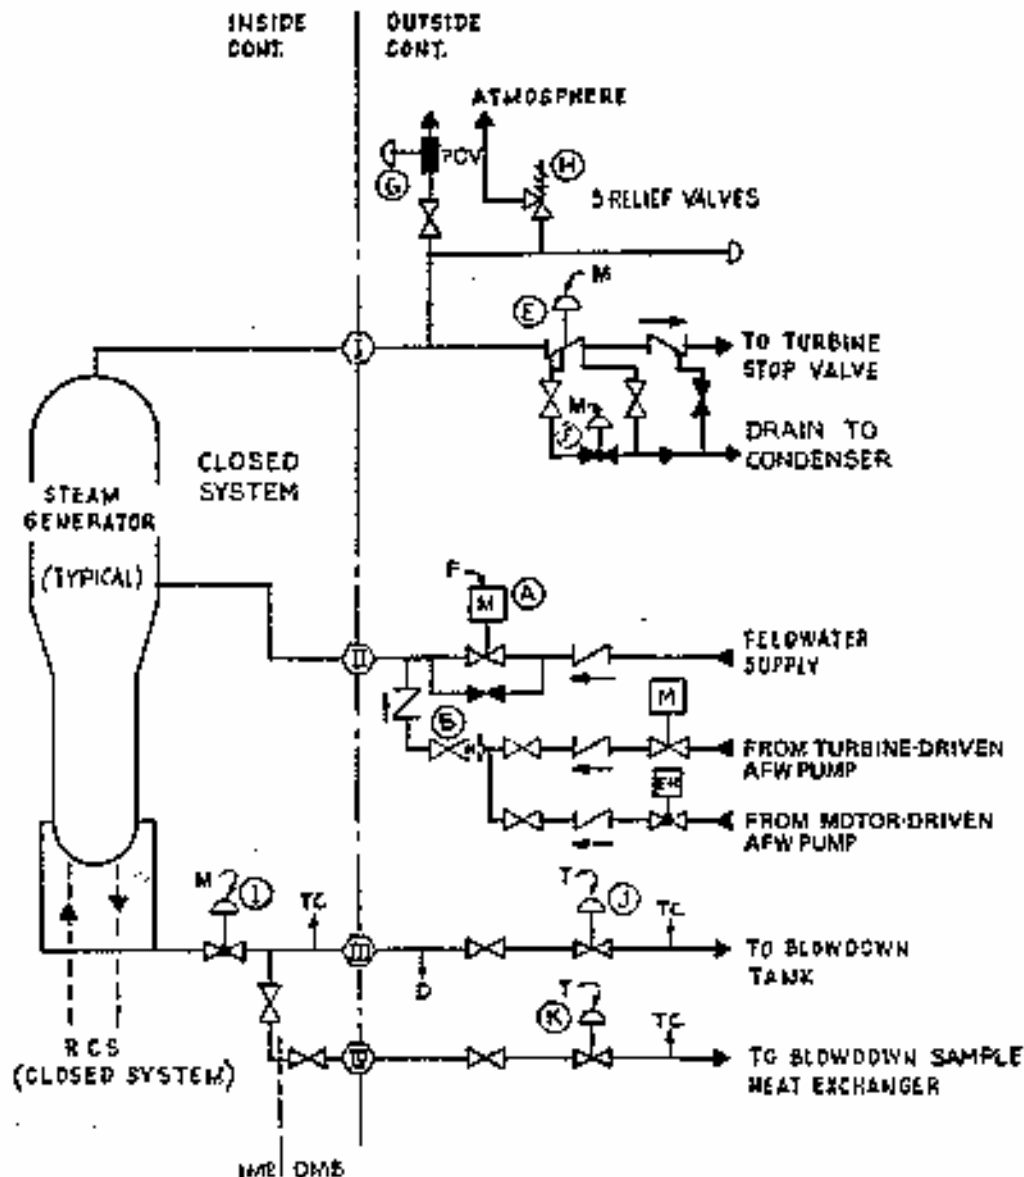 INSIDE
CONT.
OUTSIDE
CONT.
ATMOSPHERE
PCV
G
H
5 RELIEF VALVES
M
E
I
TO TURBINE
STOP VALVE
M
F
DRAIN TO
CONDENSER
CLOSED
SYSTEM
STEAM
GENERATOR
(TYPICAL)
F
M
A
II
FEEDWATER
SUPPLY
B
M
FROM TURBINE-DRIVEN
AFW PUMP
FROM MOTOR-DRIVEN
AFW PUMP
M
I
TC
III
D
T
J
TC
TO BLOWDOWN
TANK
T
K
TC
IV
TO BLOWDOWN SAMPLE
HEAT EXCHANGER
RCS
(CLOSED SYSTEM)
OMB